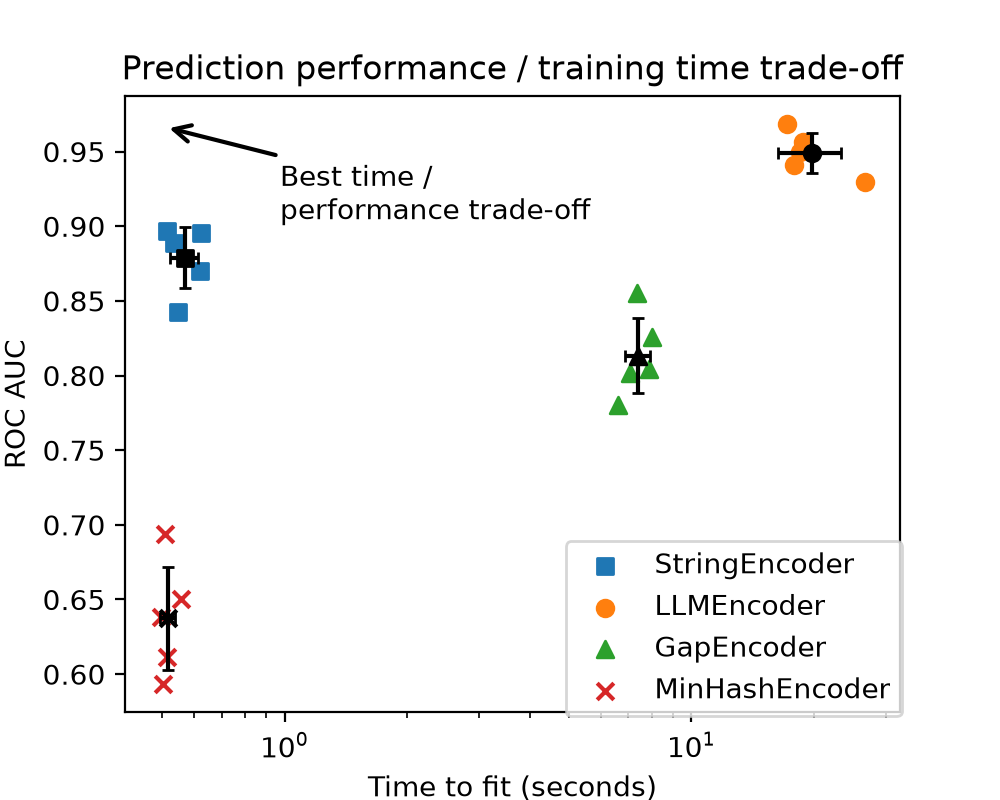 Prediction performance / training time trade-off
Best time /
performance trade-off
ROC AUC
0.95
0.90
0.85
0.80
0.75
0.70
0.65
0.60
StringEncoder
LLMEncoder
GapEncoder
MinHashEncoder
10⁰
10¹
Time to fit (seconds)